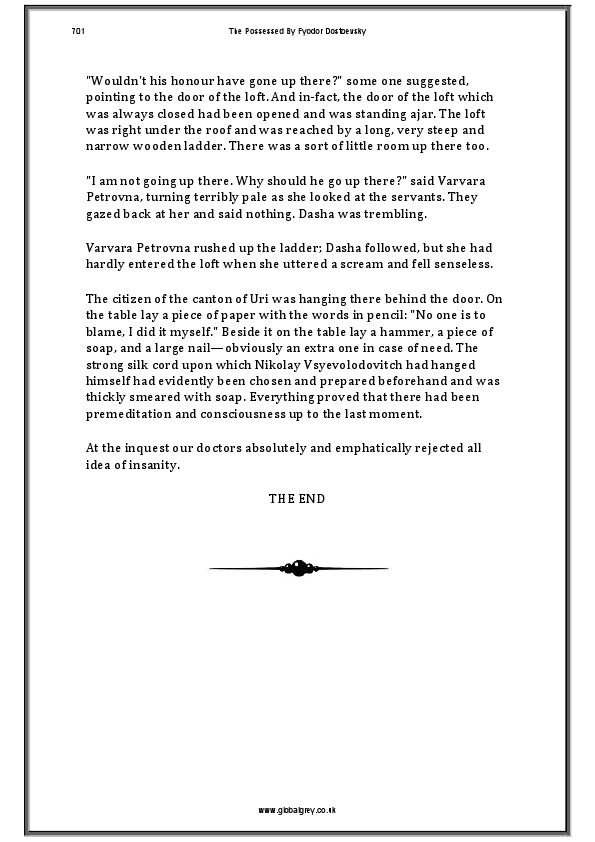 701
The Possessed By Fyodor Dostoevsky
"Wouldn't his honour have gone up there?" some one suggested,
pointing to the door of the loft. And in-fact, the door of the loft which
was always closed had been opened and was standing ajar. The loft
was right under the roof and was reached by a long, very steep and
narrow wooden ladder. There was a sort of little room up there too.
"I am not going up there. Why should he go up there?" said Varvara
Petrovna, turning terribly pale as she looked at the servants. They
gazed back at her and said nothing. Dasha was trembling.
Varvara Petrovna rushed up the ladder; Dasha followed, but she had
hardly entered the loft when she uttered a scream and fell senseless.
The citizen of the canton of Uri was hanging there behind the door. On
the table lay a piece of paper with the words in pencil: "No one is to
blame, I did it myself." Beside it on the table lay a hammer, a piece of
soap, and a large nail—obviously an extra one in case of need. The
strong silk cord upon which Nikolay Vsyevolodovitch had hanged
himself had evidently been chosen and prepared beforehand and was
thickly smeared with soap. Everything proved that there had been
premeditation and consciousness up to the last moment.
At the inquest our doctors absolutely and emphatically rejected all
idea of insanity.
THE END
www.globalgrey.co.uk